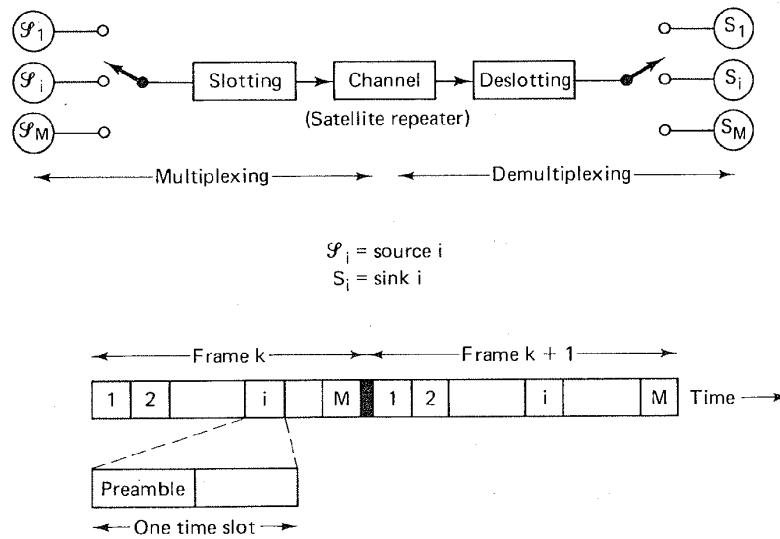 𝒮1 S1
𝒮i Slotting Channel Deslotting Si
(Satellite repeater)
𝒮M SM
Multiplexing Demultiplexing
𝒮i = source i
Si = sink i
Frame k Frame k + 1
1 2 i M 1 2 i M Time
Preamble
One time slot